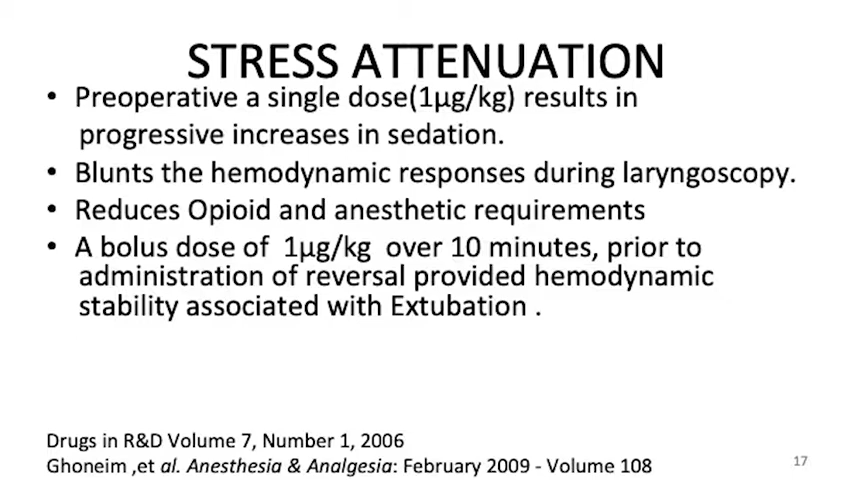 STRESS ATTENUATION
• Preoperative a single dose(1µg/kg) results in
progressive increases in sedation.
• Blunts the hemodynamic responses during laryngoscopy.
• Reduces Opioid and anesthetic requirements
• A bolus dose of 1µg/kg over 10 minutes, prior to
administration of reversal provided hemodynamic
stability associated with Extubation .
Drugs in R&D Volume 7, Number 1, 2006
Ghoneim ,et al. Anesthesia & Analgesia: February 2009 - Volume 108
17